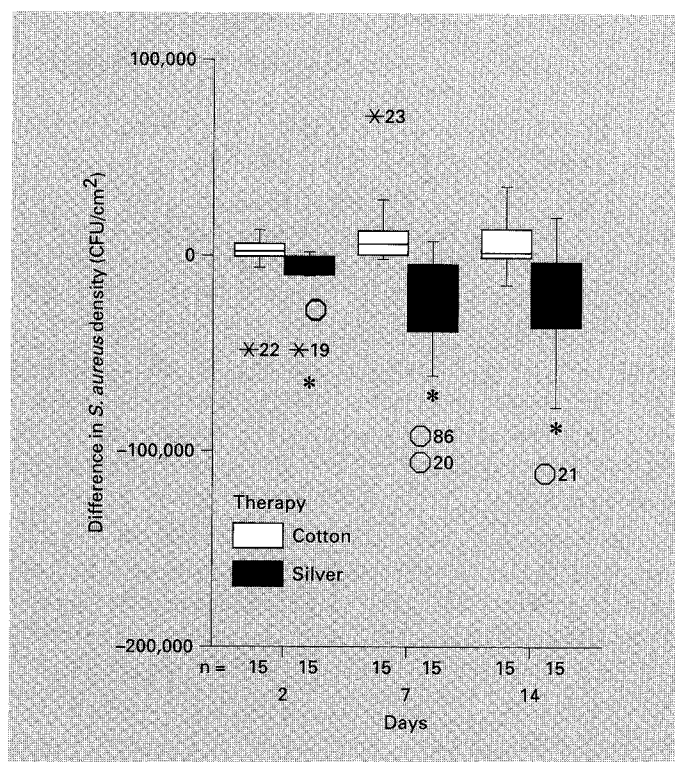 100,000
23
0
22
19
*
*
*
86
20
21
-100,000
-200,000
Difference in S. aureus density (CFU/cm2)
Therapy
Cotton
Silver
n = 15 15 15 15 15 15
2 7 14
Days